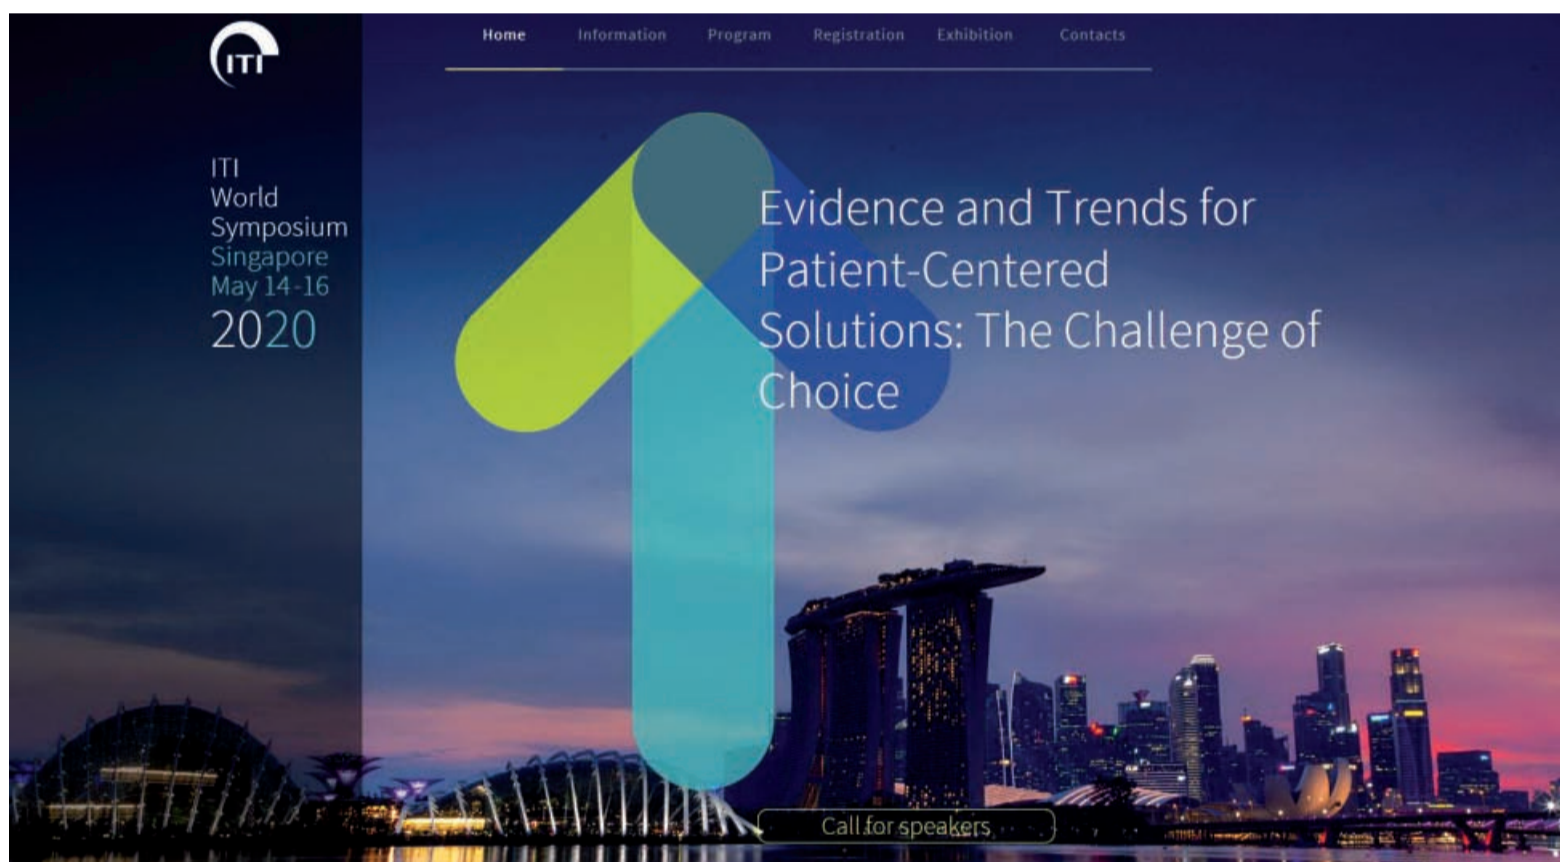 ITI
Home Information Program Registration Exhibition Contacts
ITI
World
Symposium
Singapore
May 14-16
2020
Evidence and Trends for
Patient-Centered
Solutions: The Challenge of
Choice
Call for speakers